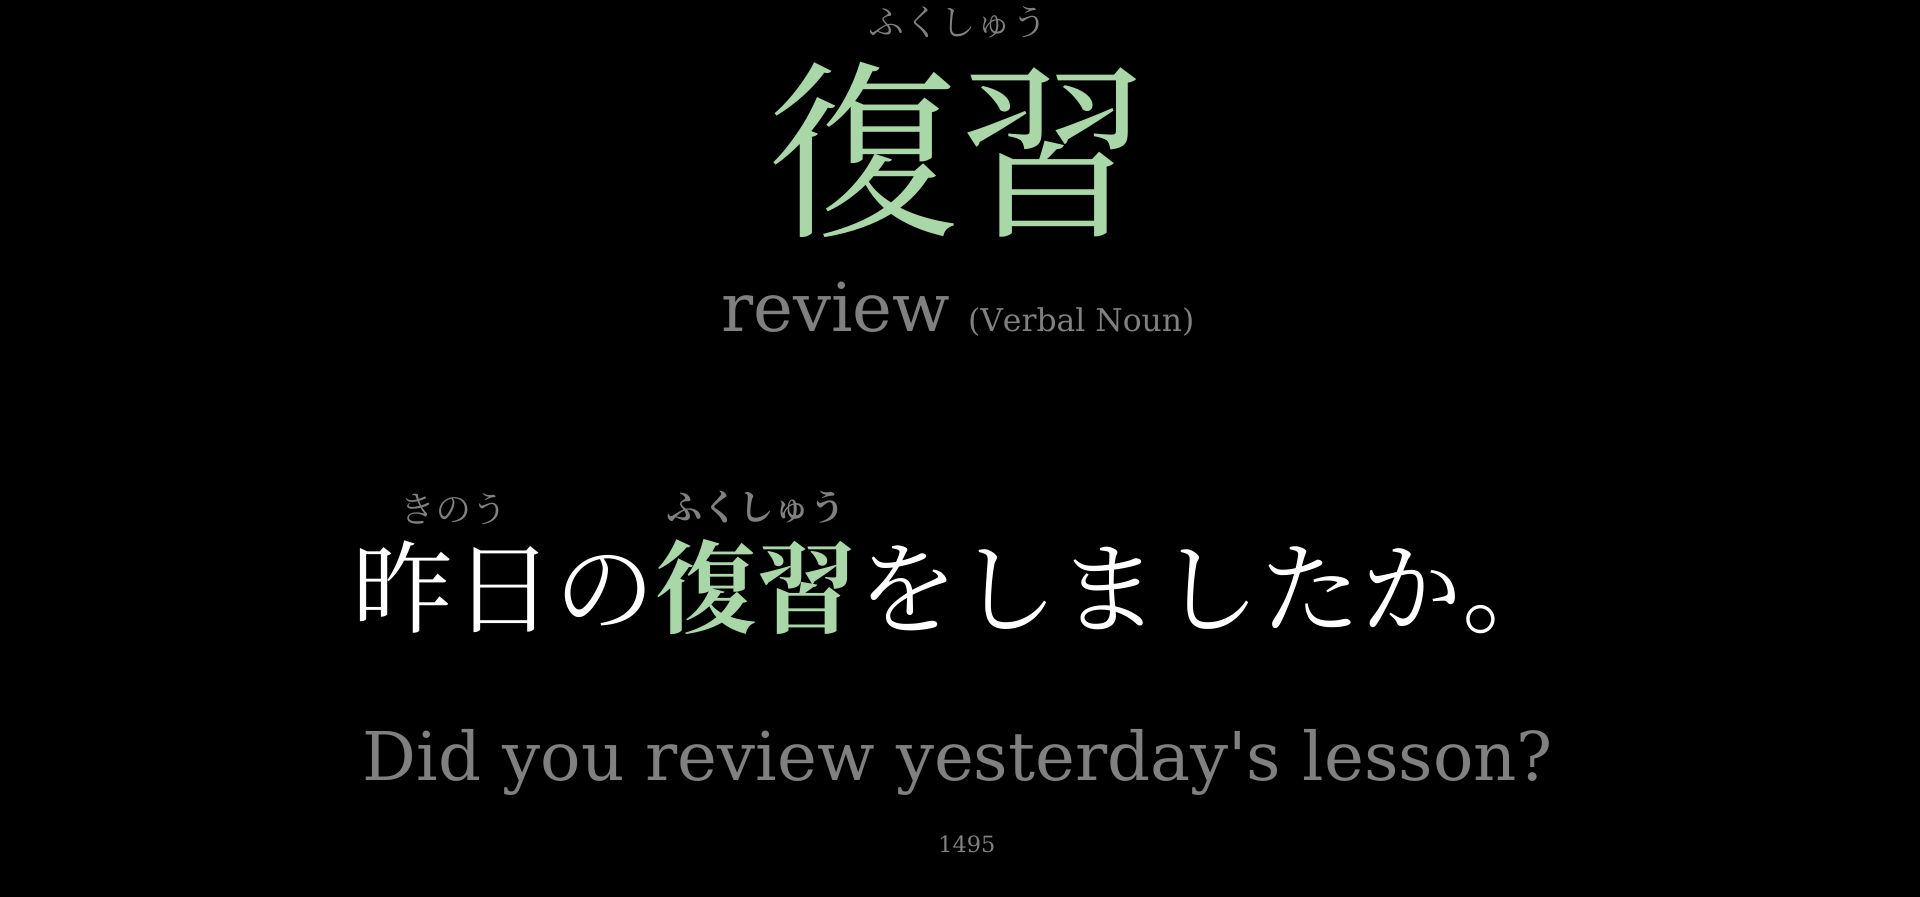 ふくしゅう
復習
review (Verbal Noun)
きのう ふくしゅう
昨日の復習をしましたか。
Did you review yesterday's lesson?
1495